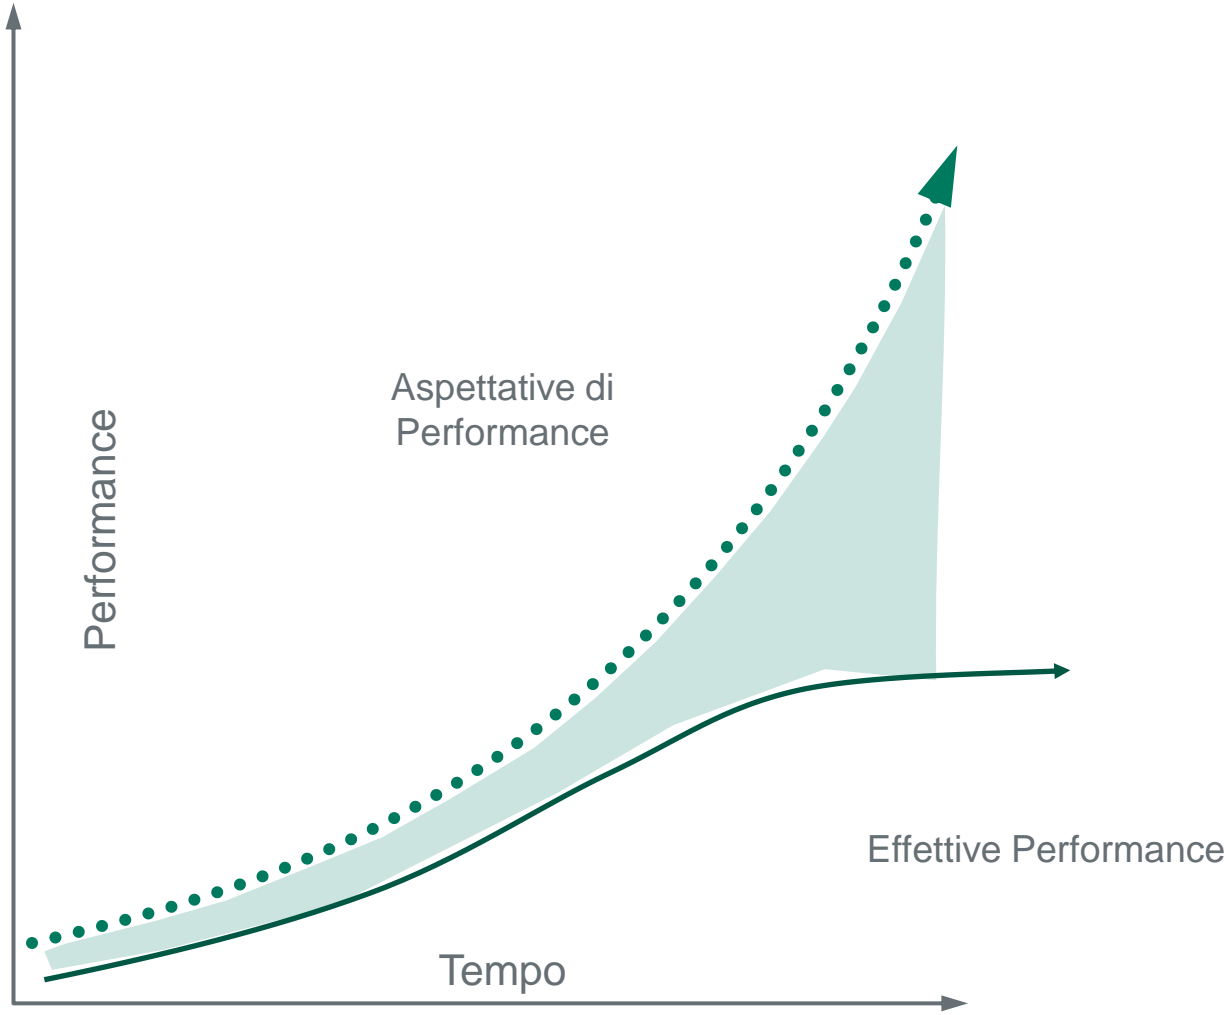 Aspettative di
Performance
Performance
Effettive Performance
Tempo